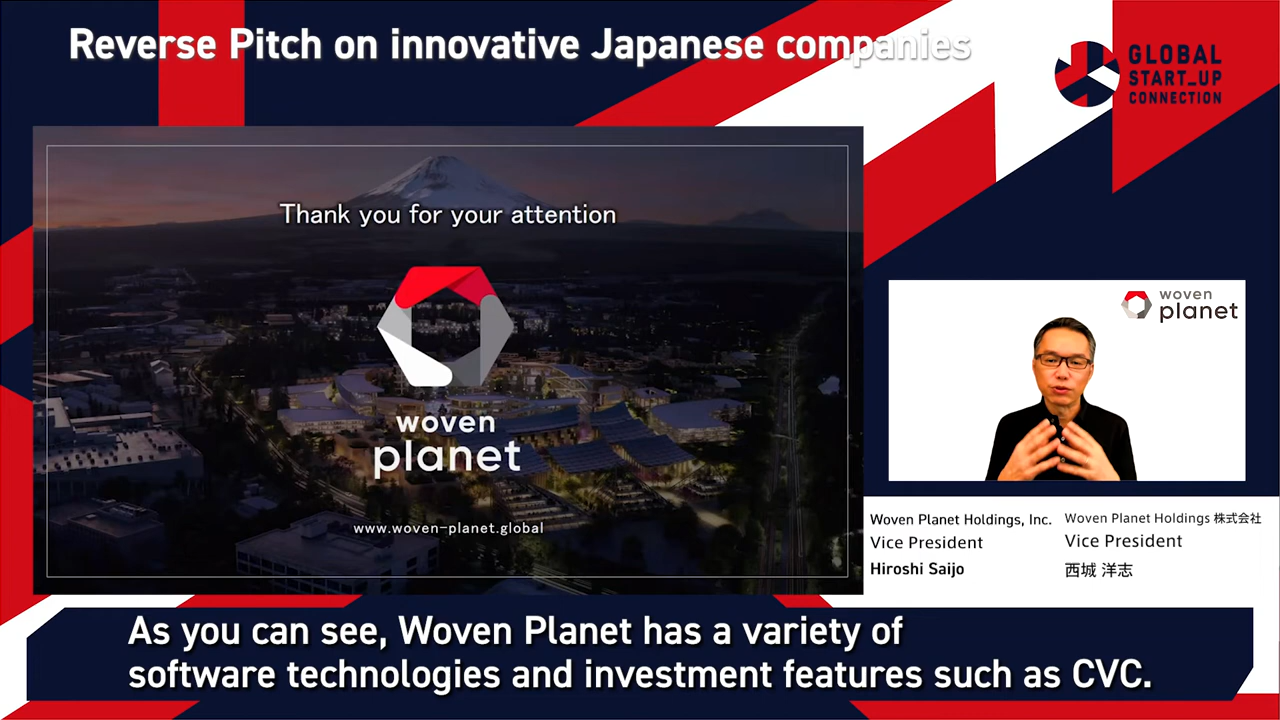 Reverse Pitch on innovative Japanese companies
GLOBAL
START_UP
CONNECTION
Thank you for your attention
woven
planet
www.woven-planet.global
woven
planet
Woven Planet Holdings, Inc.
Vice President
Hiroshi Saijo
Woven Planet Holdings 株式会社
Vice President
西城 洋志
As you can see, Woven Planet has a variety of
software technologies and investment features such as CVC.